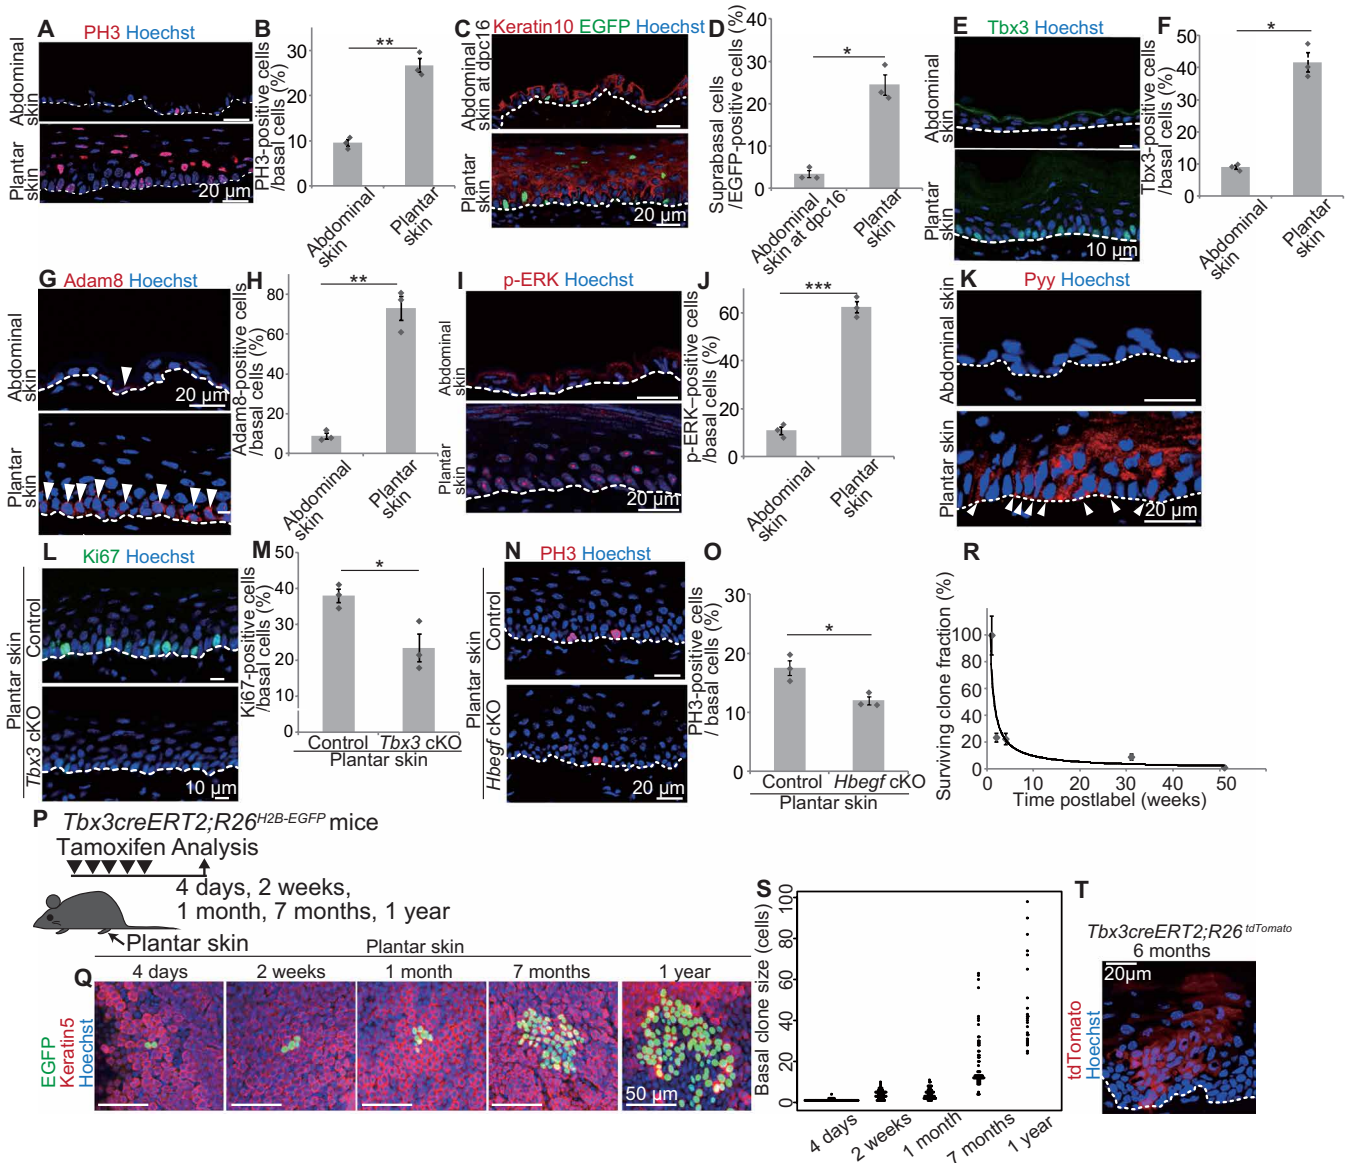 A
PH3 Hoechst
Abdominal
skin
Plantar
skin
20 µm
B
PH3-positive cells
/basal cells (%)
30
20
10
0
**
Abdominal
skin
Plantar
skin
C
Keratin10 EGFP Hoechst
Abdominal
skin at dpc16
Plantar
skin
20 µm
D
Suprabasal cells
/EGFP-positive cells (%)
40
30
20
10
0
*
Abdominal
skin at dpc16
Plantar
skin
E
Tbx3 Hoechst
Abdominal
skin
Plantar
skin
10 µm
F
Tbx3-positive cells
/basal cells (%)
50
40
30
20
10
0
*
Abdominal
skin
Plantar
skin
G
Adam8 Hoechst
Abdominal
skin
20 µm
Plantar
skin
H
Adam8-positive cells
/basal cells (%)
80
60
40
20
0
**
Abdominal
skin
Plantar
skin
I
p-ERK Hoechst
Abdominal
skin
Plantar
skin
20 µm
J
p-ERK–positive cells
/basal cells (%)
60
40
20
0
***
Abdominal
skin
Plantar
skin
K
Pyy Hoechst
Abdominal skin
Plantar skin
20 µm
L
Ki67 Hoechst
Plantar skin
Control
Tbx3 cKO
10 µm
M
Ki67-positive cells
/basal cells (%)
50
40
30
20
10
0
*
Control
Tbx3 cKO
Plantar skin
N
PH3 Hoechst
Plantar skin
Control
Hbegf cKO
20 µm
O
PH3-positive cells
/ basal cells (%)
30
20
10
0
*
Control
Hbegf cKO
Plantar skin
R
Surviving clone fraction (%)
100
80
60
40
20
0
0 10 20 30 40 50
Time postlabel (weeks)
P
Tbx3creERT2;R26H2B-EGFP mice
Tamoxifen Analysis
4 days, 2 weeks,
1 month, 7 months, 1 year
Plantar skin
Q
Plantar skin
4 days
2 weeks
1 month
7 months
1 year
EGFP
Keratin5
Hoechst
50 µm
S
Basal clone size (cells)
100
80
60
40
20
0
4 days
2 weeks
1 month
7 months
1 year
T
Tbx3creERT2;R26tdTomato
6 months
20µm
tdTomato
Hoechst